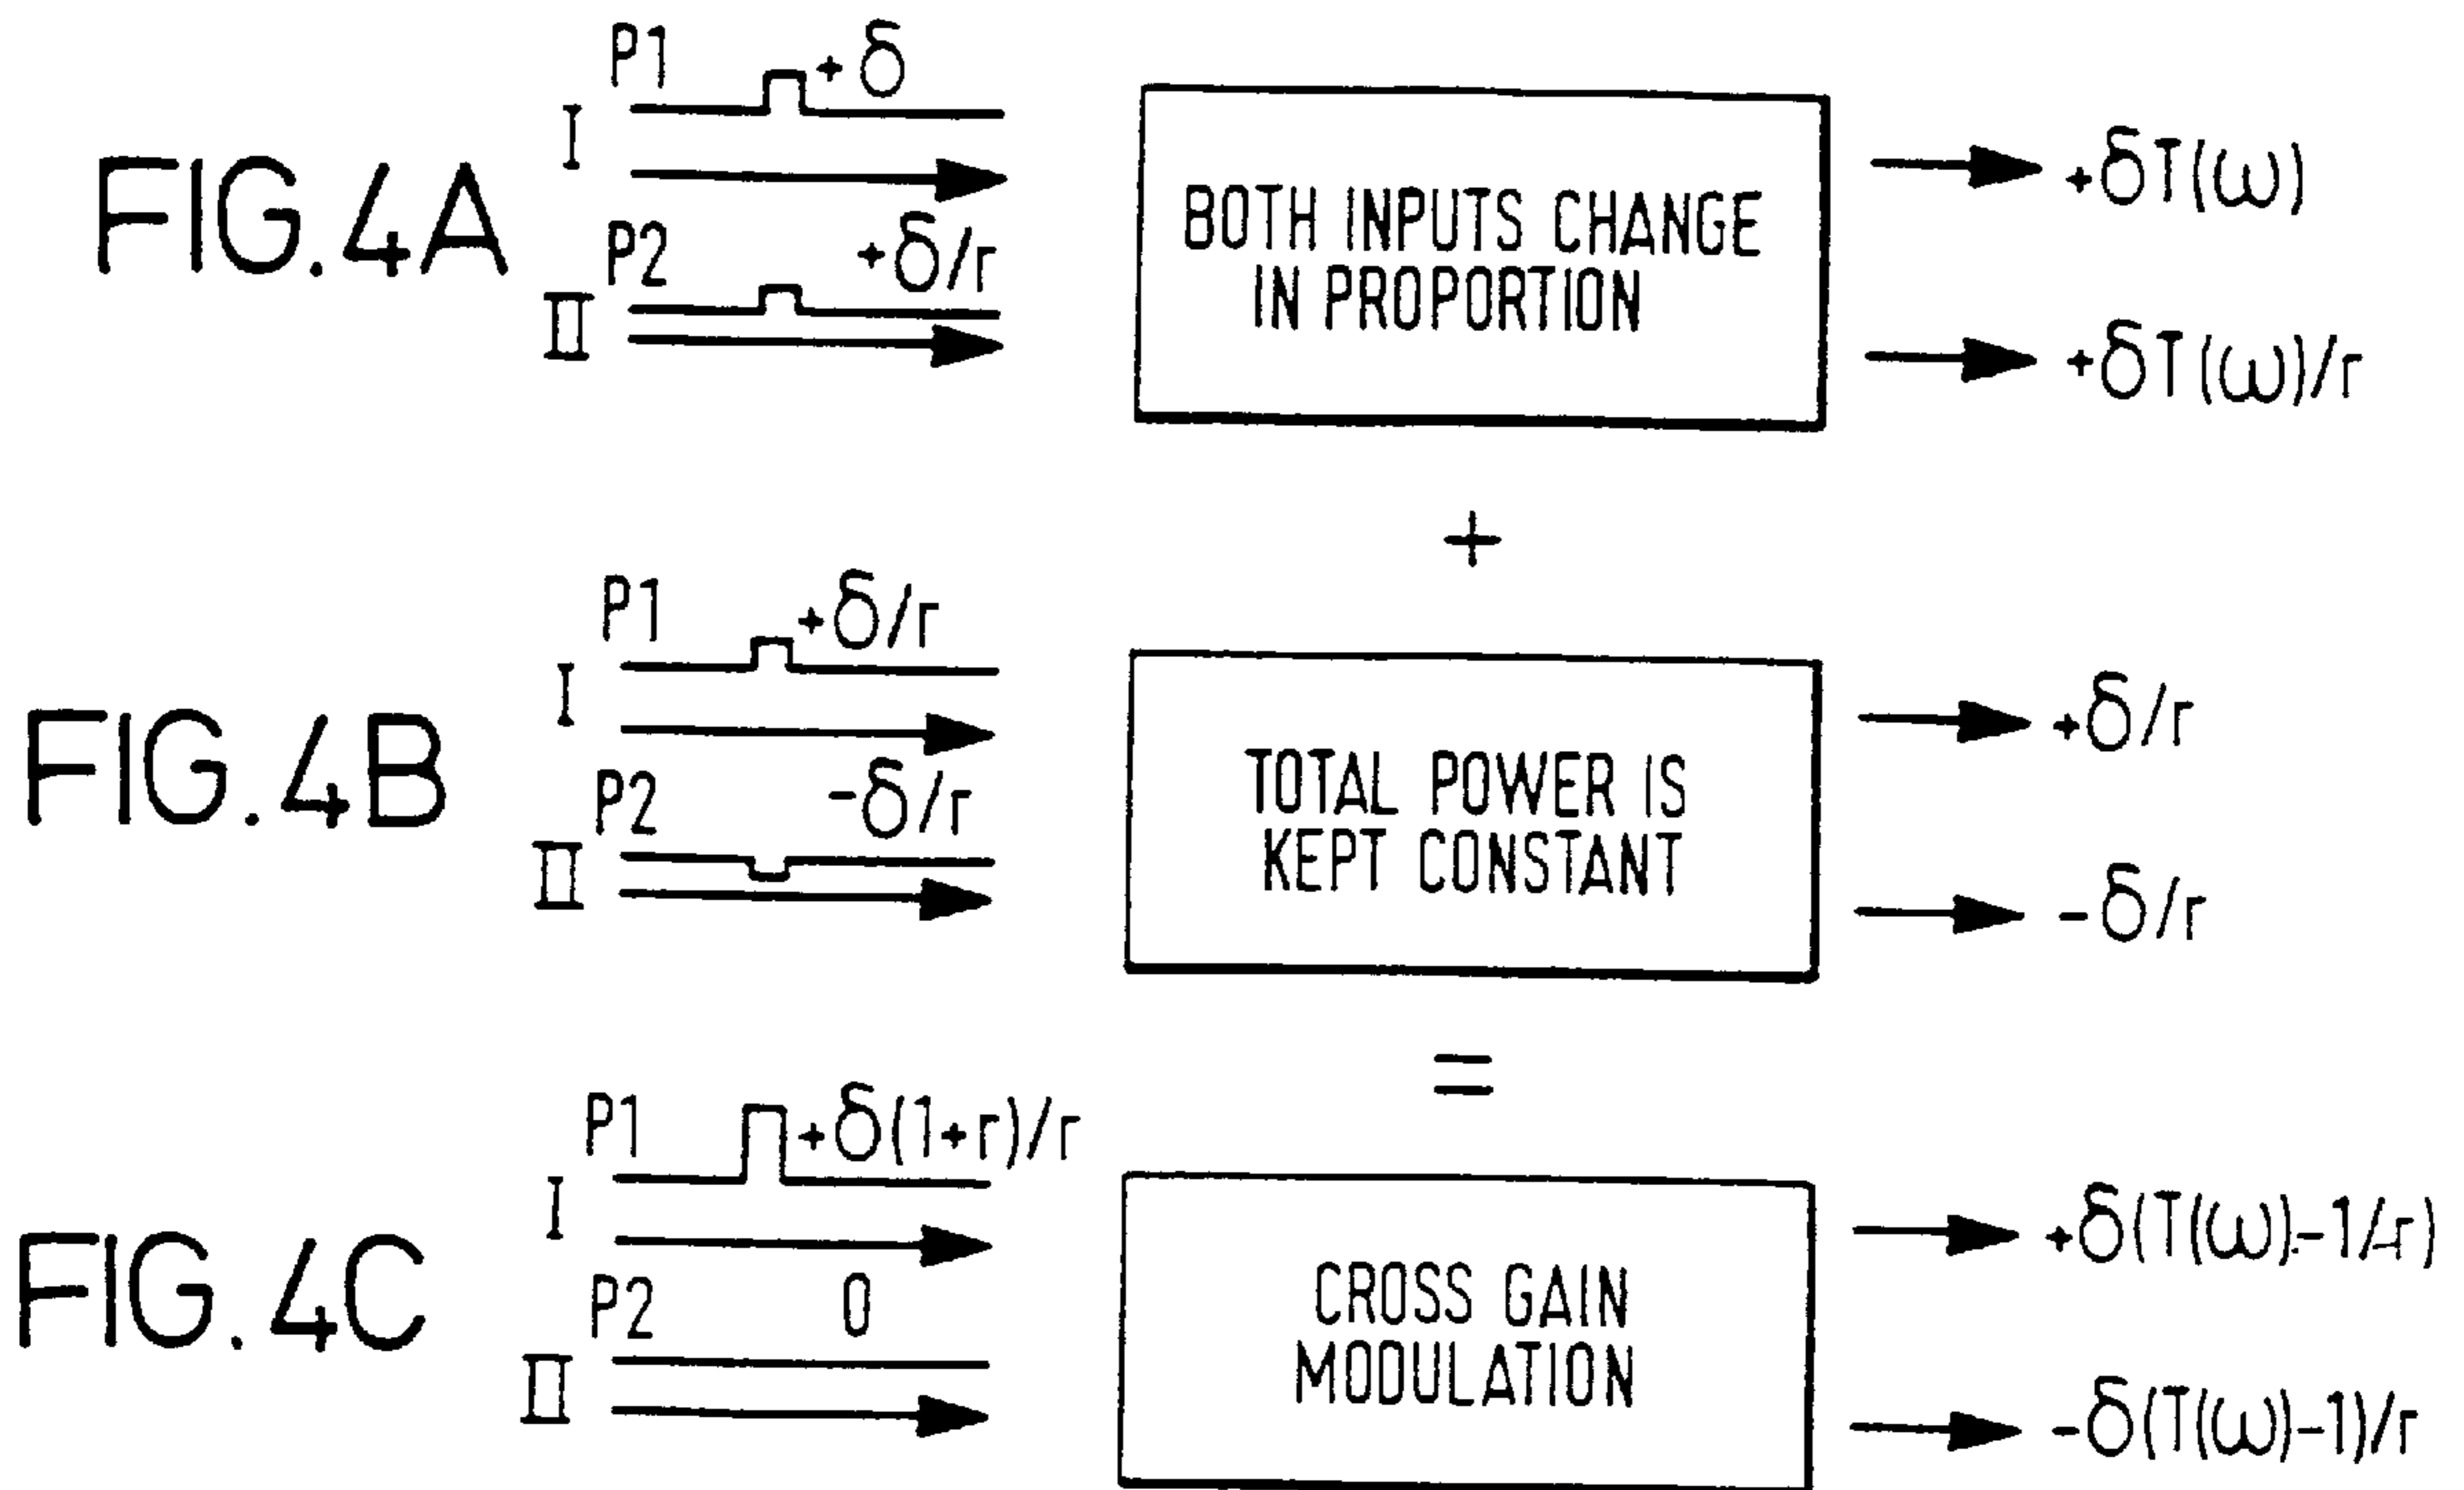 FIG.4A
P1 +δ
I
P2 +δ/r
II
BOTH INPUTS CHANGE
IN PROPORTION
+δT(ω)
+δT(ω)/r
+
FIG.4B
P1 +δ/r
I
P2 -δ/r
II
TOTAL POWER IS
KEPT CONSTANT
+δ/r
-δ/r
=
FIG.4C
P1 +δ(1+r)/r
I
P2 0
II
CROSS GAIN
MODULATION
+δ(T(ω)-1/r)
-δ(T(ω)-1)/r